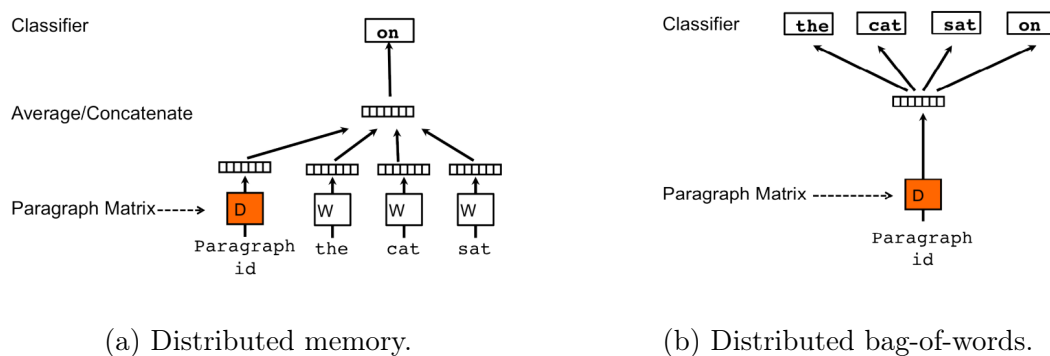 Classifier
on
Average/Concatenate
Paragraph Matrix
D
W
W
W
Paragraph
id
the
cat
sat
(a) Distributed memory.
Classifier
the
cat
sat
on
Paragraph Matrix
D
Paragraph
id
(b) Distributed bag-of-words.